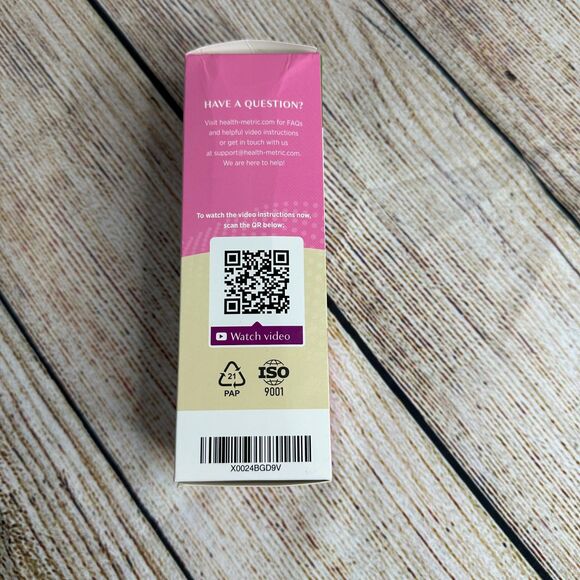 HAVE A QUESTION?
Visit health-metric.com for FAQs
and helpful video instructions
or get in touch with us
at support@health-metric.com.
We are here to help!
To watch the video instructions now,
scan the QR below:
Watch video
21
PAP
ISO
9001
X0024BGD9V